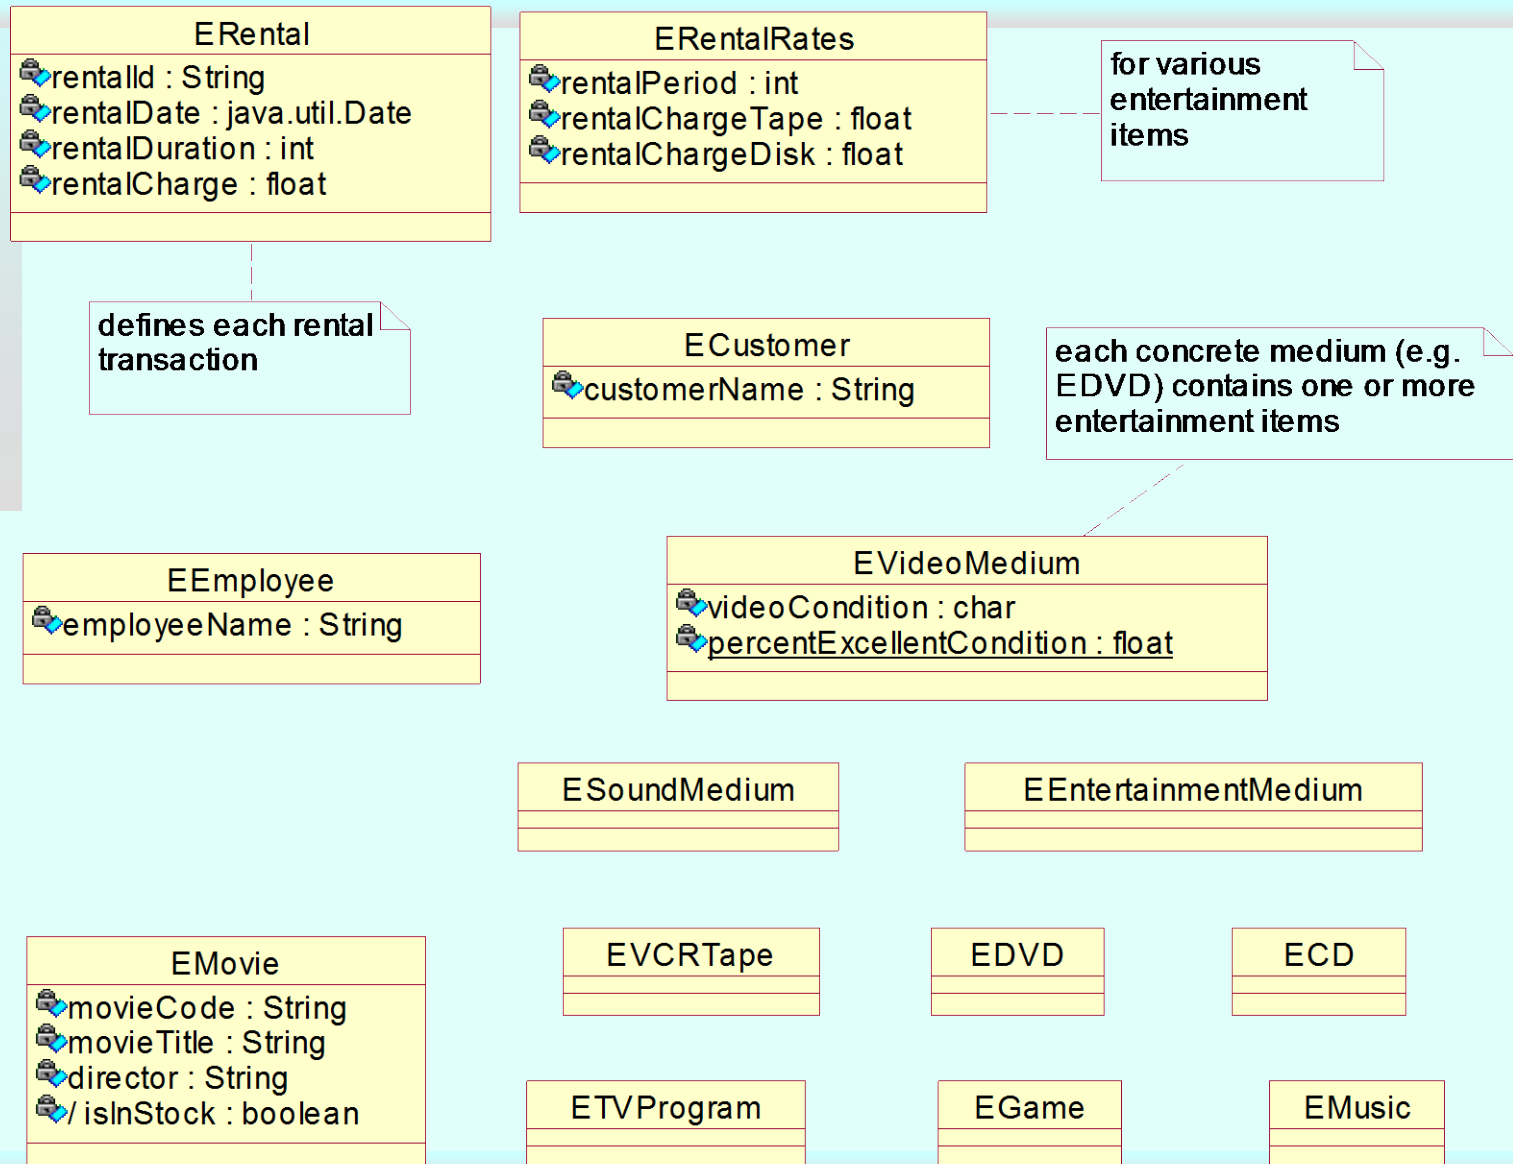 ERental
rentalId : String
rentalDate : java.util.Date
rentalDuration : int
rentalCharge : float
ERentalRates
rentalPeriod : int
rentalChargeTape : float
rentalChargeDisk : float
for various
entertainment
items
defines each rental
transaction
ECustomer
customerName : String
each concrete medium (e.g.
EDVD) contains one or more
entertainment items
EEmployee
employeeName : String
EVideoMedium
videoCondition : char
percentExcellentCondition : float
ESoundMedium
EEntertainmentMedium
EMovie
movieCode : String
movieTitle : String
director : String
/ isInStock : boolean
EVCRTape
EDVD
ECD
ETVProgram
EGame
EMusic